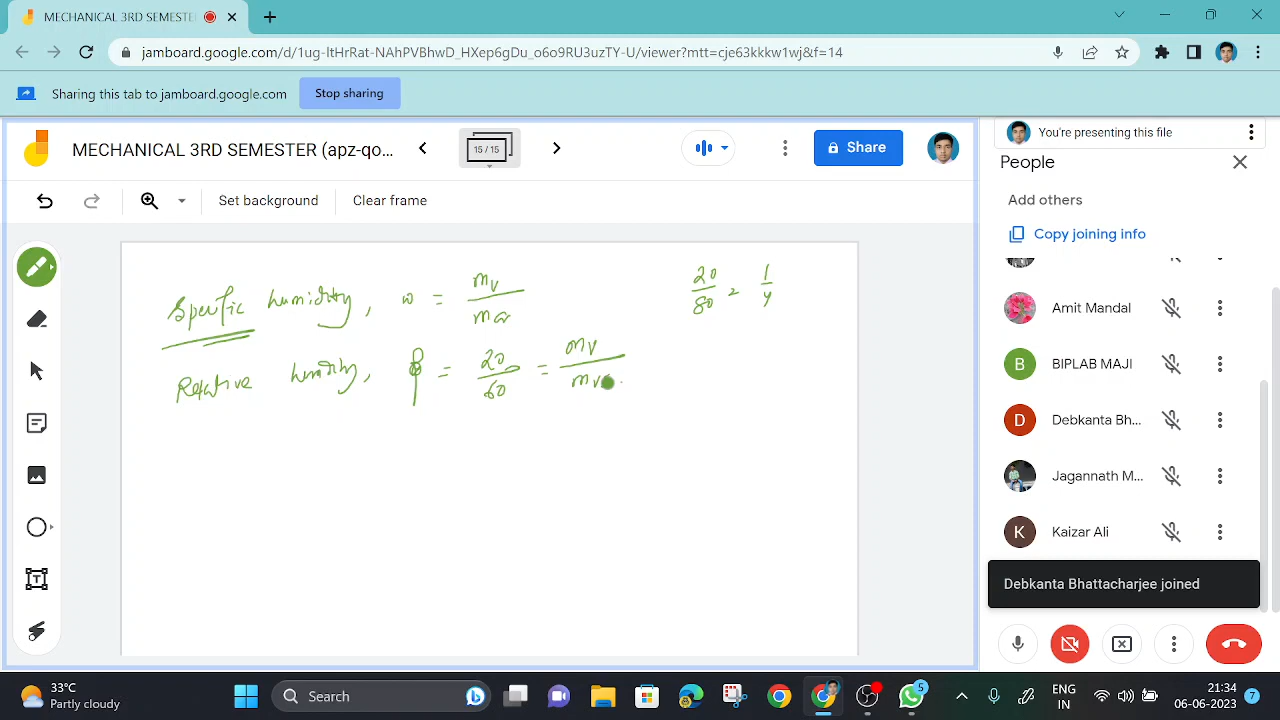 MECHANICAL 3RD SEMESTE
jamboard.google.com/d/1ug-ltHrRat-NAhPVBhwD_HXep6gDu_o6o9RU3uzTY-U/viewer?mtt=cje63kkkw1wj&f=14
Sharing this tab to jamboard.google.com
Stop sharing
MECHANICAL 3RD SEMESTER (apz-qo...
15 / 15
Share
Set background
Clear frame
Specific humidity, ω = mv/ma
20/80 = 1/4
Relative humidity, φ = 20/60 = mv/mvs
You're presenting this file
People
Add others
Copy joining info
Amit Mandal
B BIPLAB MAJI
D Debkanta Bh...
Jagannath M...
K Kaizar Ali
Debkanta Bhattacharjee joined
33°C
Partly cloudy
Search
5
ENG
IN
21:34
06-06-2023
7